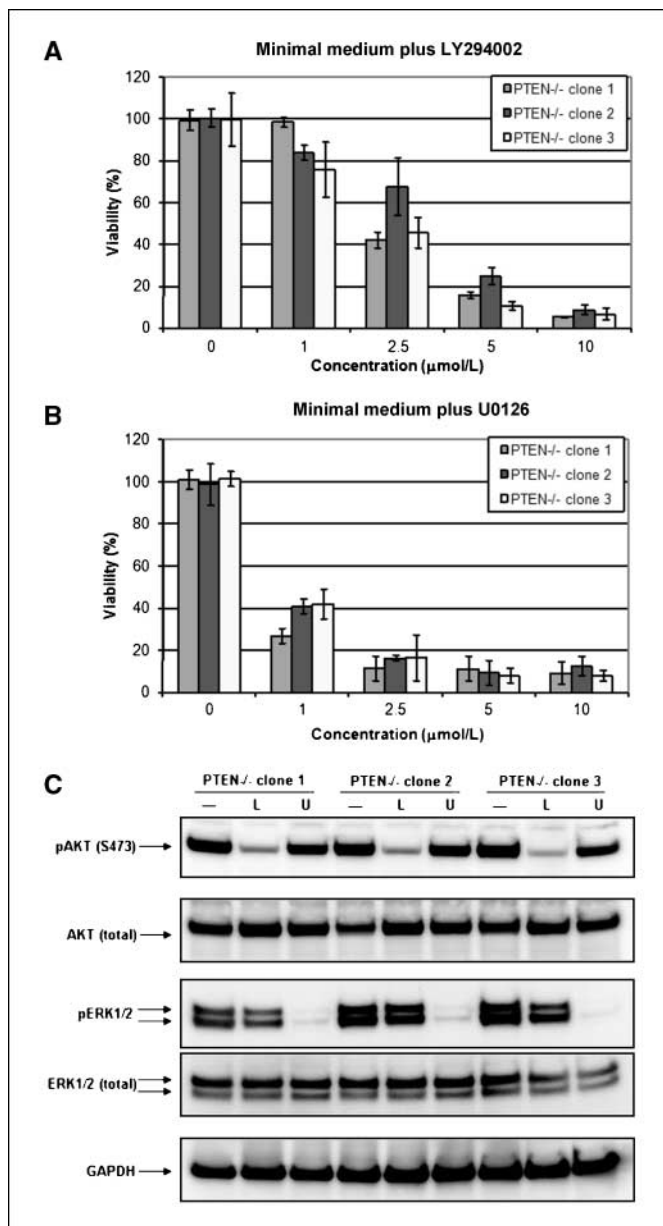 A
Minimal medium plus LY294002
120
100
80
60
40
20
0
Viability (%)
PTEN-/- clone 1
PTEN-/- clone 2
PTEN-/- clone 3
0 1 2.5 5 10
Concentration (µmol/L)
B
Minimal medium plus U0126
120
100
80
60
40
20
0
Viability (%)
PTEN-/- clone 1
PTEN-/- clone 2
PTEN-/- clone 3
0 1 2.5 5 10
Concentration (µmol/L)
C
PTEN-/- clone 1 PTEN-/- clone 2 PTEN-/- clone 3
— L U — L U — L U
pAKT (S473)
AKT (total)
pERK1/2
ERK1/2 (total)
GAPDH